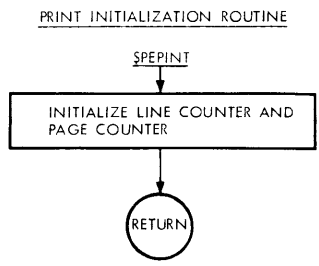 PRINT INITIALIZATION ROUTINE
$PEPINT
INITIALIZE LINE COUNTER AND
PAGE COUNTER
RETURN